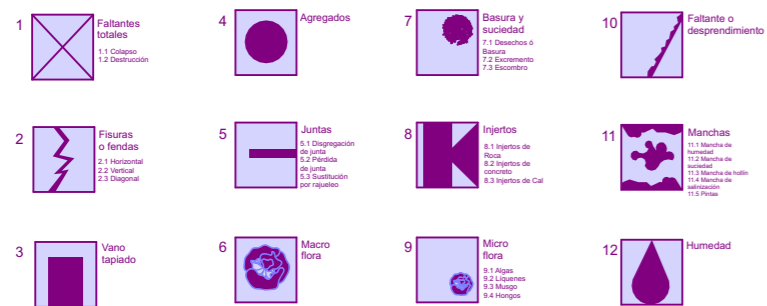 1
Faltantes
totales
1.1 Colapso
1.2 Destrucción
4
Agregados
7
Basura y
suciedad
7.1 Desechos ó
Basura
7.2 Excremento
7.3 Escombro
10
Faltante o
desprendimiento
2
Fisuras
o fendas
2.1 Horizontal
2.2 Vertical
2.3 Diagonal
5
Juntas
5.1 Disgregación
de junta
5.2 Pérdida
de junta
5.3 Sustitución
por rajueleo
8
Injertos
8.1 Injertos de
Roca
8.2 Injertos de
concreto
8.3 Injertos de Cal
11
Manchas
11.1 Mancha de
humedad
11.2 Mancha de
suciedad
11.3 Mancha de hollín
11.4 Mancha de
salinización
11.5 Pintas
3
Vano
tapiado
6
Macro
flora
9
Micro
flora
9.1 Algas
9.2 Líquenes
9.3 Musgo
9.4 Hongos
12
Humedad